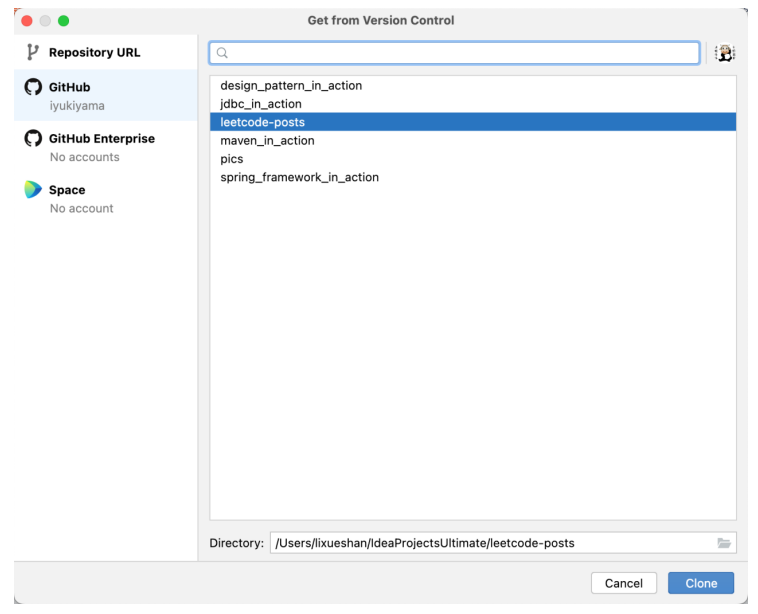 Get from Version Control
Repository URL
GitHub
iyukiyama
GitHub Enterprise
No accounts
Space
No account
design_pattern_in_action
jdbc_in_action
leetcode-posts
maven_in_action
pics
spring_framework_in_action
Directory: /Users/lixueshan/IdeaProjectsUltimate/leetcode-posts
Cancel Clone